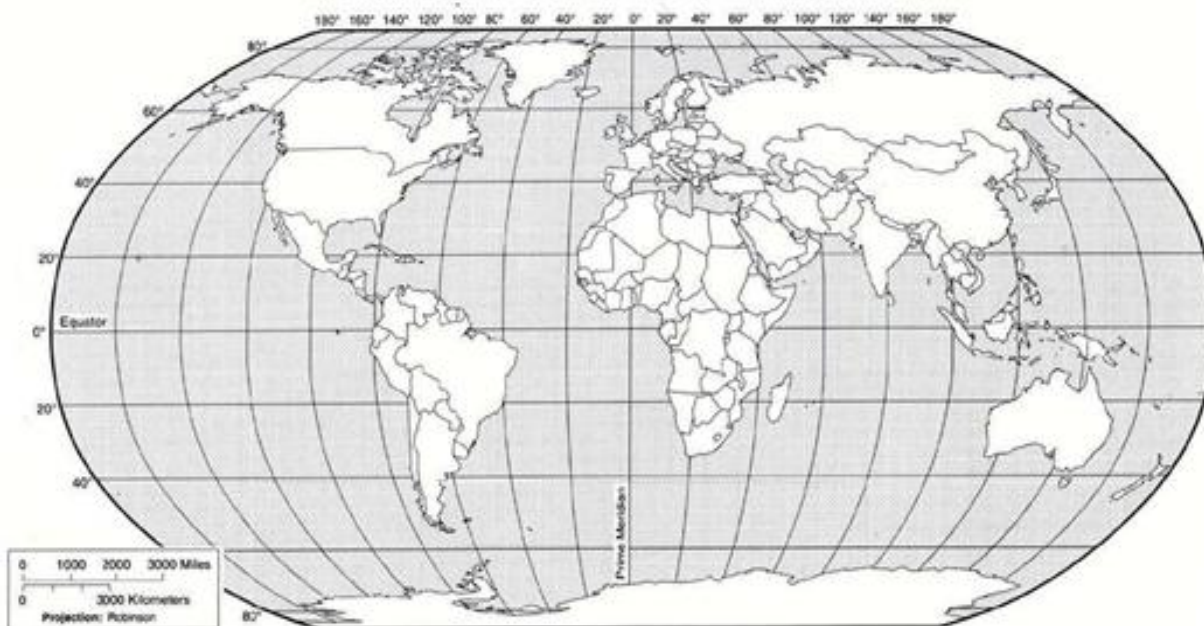 180° 160° 140° 120° 100° 80° 60° 40° 20° 0° 20° 40° 60° 80° 100° 120° 140° 160° 180°
80°
60°
40°
20°
Equator
0°
20°
40°
Prime Meridian
0 1000 2000 3000 Miles
0 3000 Kilometers
Projection: Robinson
80°